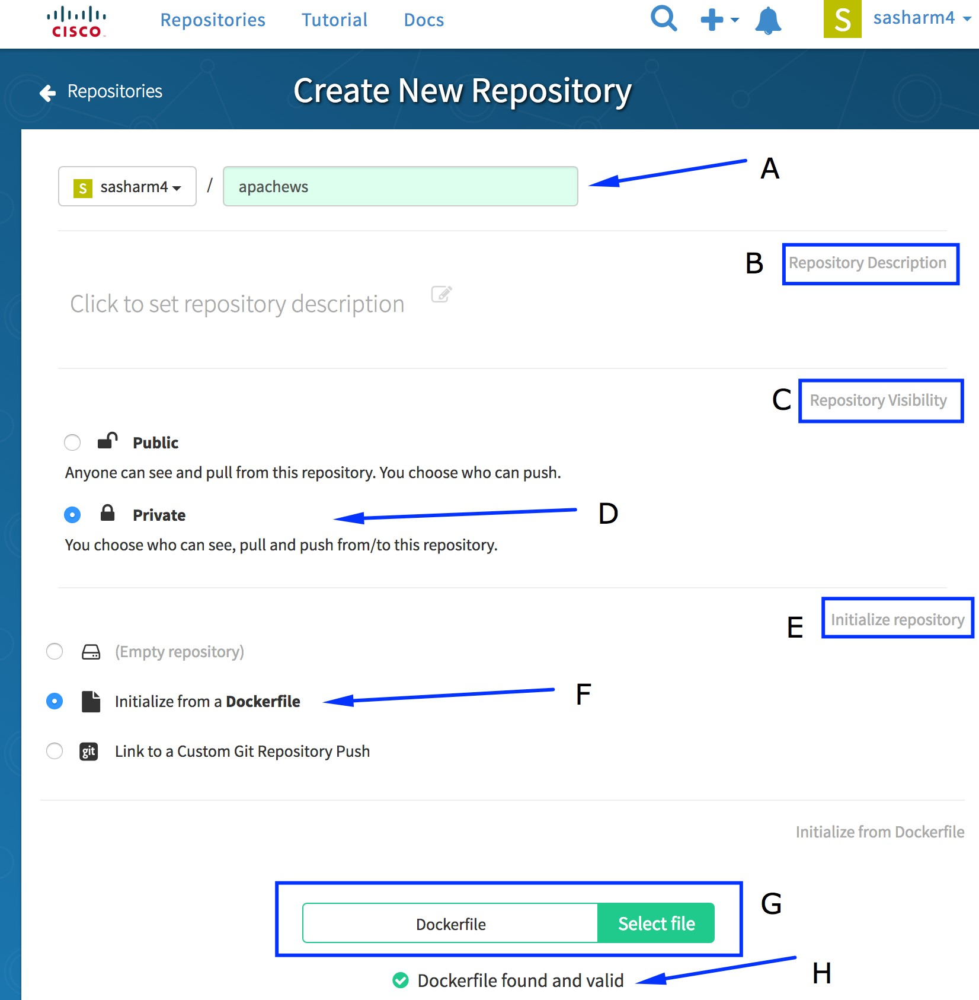 CISCO
Repositories Tutorial Docs S sasharm4
Repositories Create New Repository
S sasharm4 / apachews A
B Repository Description
Click to set repository description
C Repository Visibility
Public
Anyone can see and pull from this repository. You choose who can push.
Private D
You choose who can see, pull and push from/to this repository.
E Initialize repository
(Empty repository)
Initialize from a Dockerfile F
git Link to a Custom Git Repository Push
Initialize from Dockerfile
Dockerfile Select file G
Dockerfile found and valid H